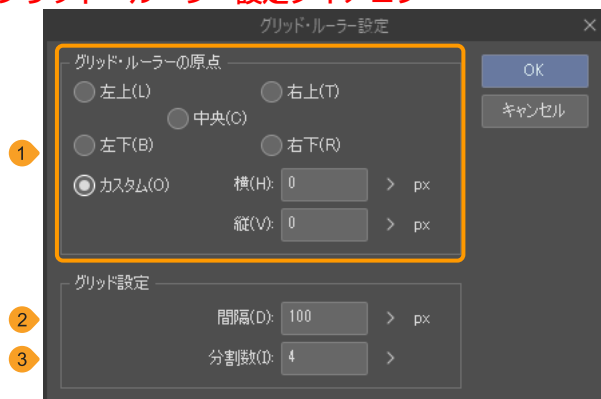 グリッド・ルーラー設定
グリッド・ルーラーの原点
左上(L)
右上(T)
中央(C)
左下(B)
右下(R)
カスタム(O)
横(H): 0 > px
縦(V): 0 > px
OK
キャンセル
グリッド設定
間隔(D): 100 > px
分割数(I): 4 >
1
2
3